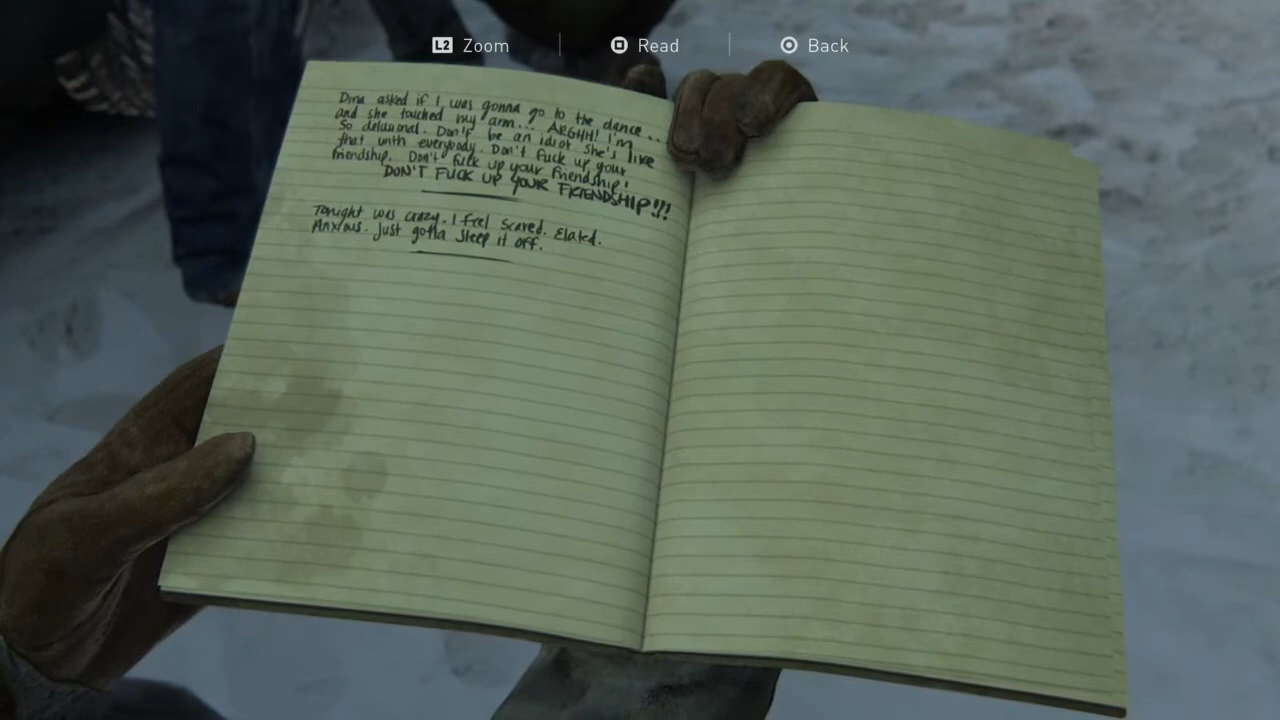 L2 Zoom Read Back
Dina asked if I was gonna go to the dance...
and she touched my arm... ARGHH! I'm
so delusional. Don't be an idiot. She's like
that with everybody. Don't fuck up your
friendship. Don't fuck up your friendship!
DON'T FUCK UP YOUR FRIENDSHIP!!!
Tonight was crazy. I feel scared. Elated.
Anxious. Just gotta sleep it off.